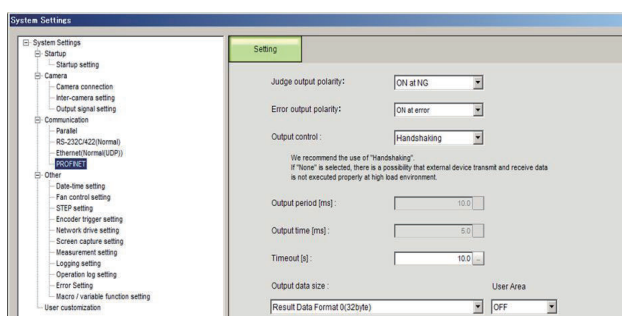 System Settings
System Settings
Startup
Startup setting
Camera
Camera connection
Inter-camera setting
Output signal setting
Communication
Parallel
RS-232C/422(Normal)
Ethernet(Normal(UDP))
PROFINET
Other
Date-time setting
Fan control setting
STEP setting
Encoder trigger setting
Network drive setting
Screen capture setting
Measurement setting
Logging setting
Operation log setting
Error Setting
Macro / variable function setting
User customization
Setting
Judge output polarity: ON at NG
Error output polarity: ON at error
Output control : Handshaking
We recommend the use of "Handshaking".
If "None" is selected, there is a possibility that external device transmit and receive data
is not executed properly at high load environment.
Output period [ms] : 10.0
Output time [ms] : 5.0
Timeout [s] : 10.0 ...
Output data size : User Area
Result Data Format 0(32byte) OFF